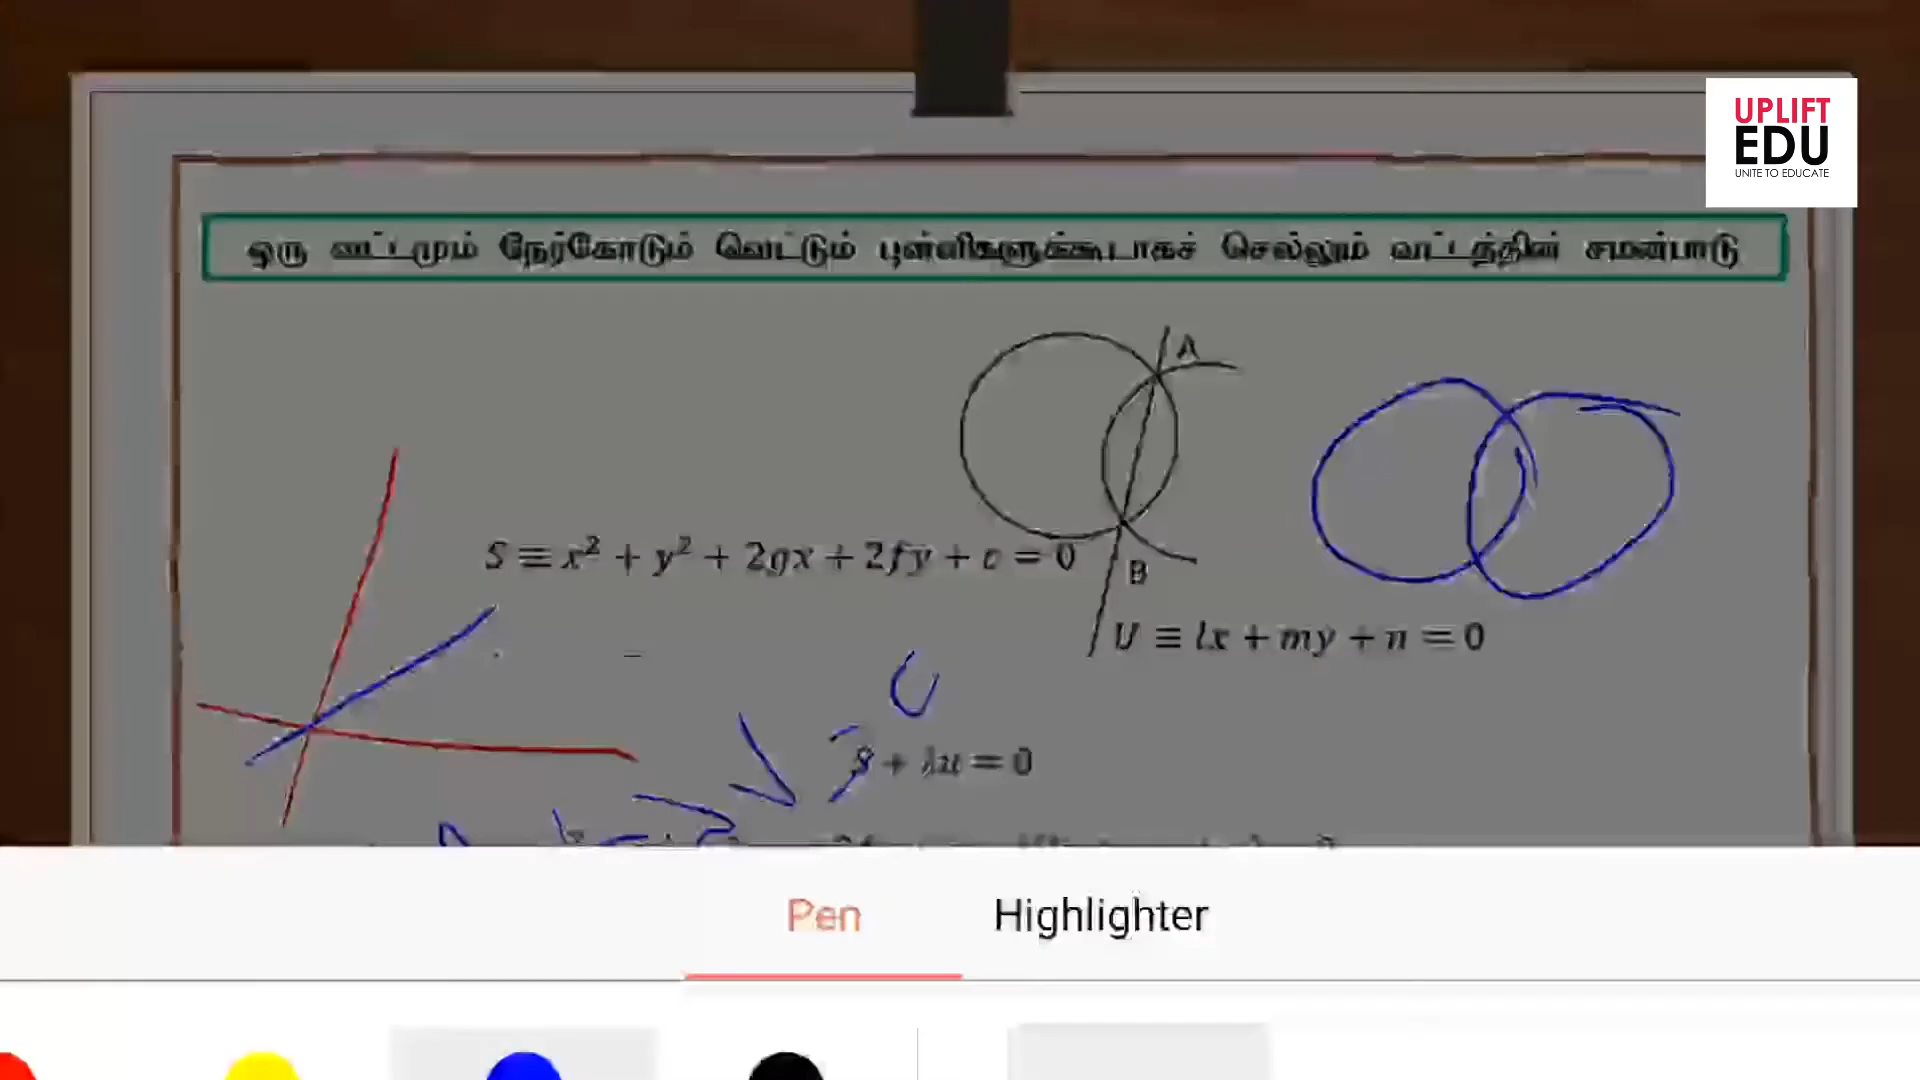 UPLIFT
EDU
UNITE TO EDUCATE
ஒரு வட்டமும் நேர்கோடும் வெட்டும் புள்ளிகளுக்கூடாகச் செல்லும் வட்டத்தின் சமன்பாடு
A
S ≡ x² + y² + 2gx + 2fy + c = 0
B
U ≡ lx + my + n = 0
S + λu = 0
Pen Highlighter